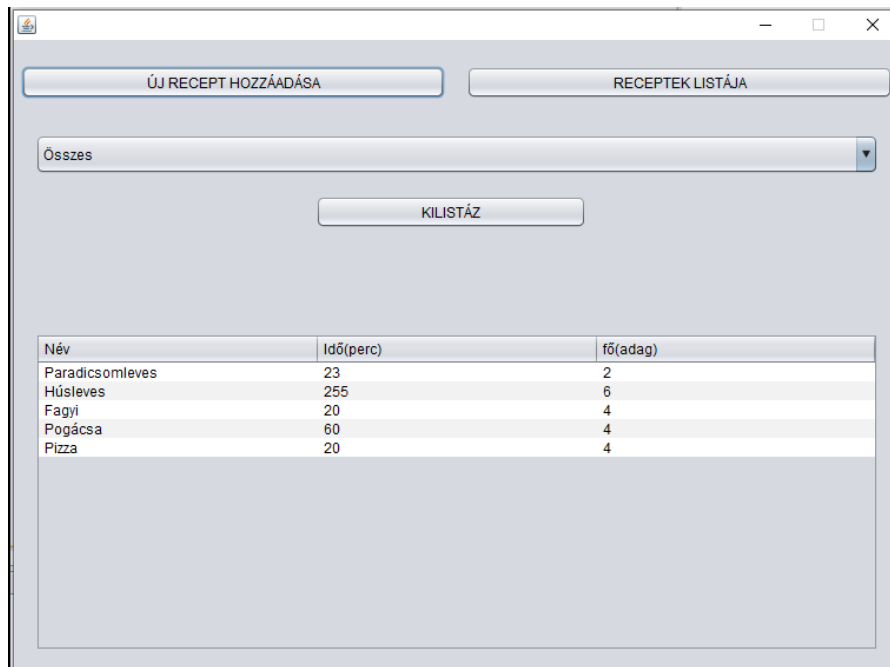 ÚJ RECEPT HOZZÁADÁSA RECEPTEK LISTÁJA
Összes
KILISTÁZ
Név Idő(perc) fő(adag)
Paradicsomleves 23 2
Húsleves 255 6
Fagyi 20 4
Pogácsa 60 4
Pizza 20 4